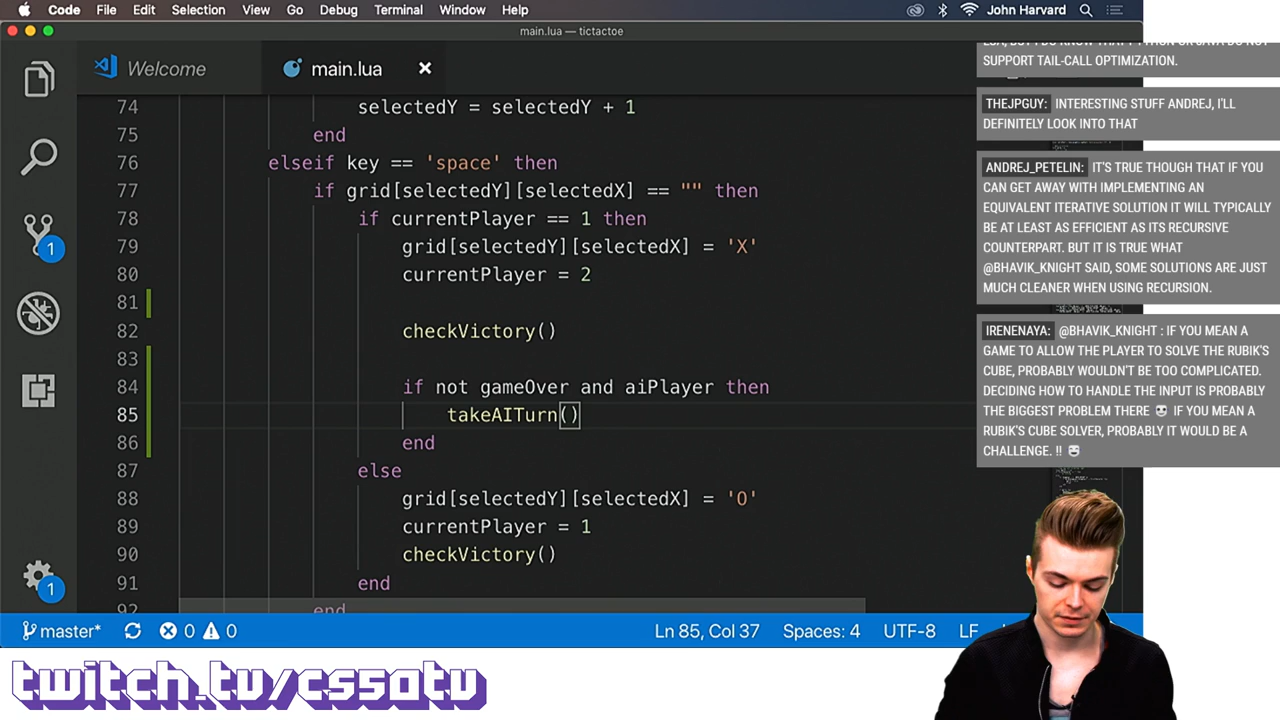 Code File Edit Selection View Go Debug Terminal Window Help John Harvard
main.lua — tictactoe
Welcome main.lua
74 selectedY = selectedY + 1
75 end
76 elseif key == 'space' then
77 if grid[selectedY][selectedX] == "" then
78 if currentPlayer == 1 then
79 grid[selectedY][selectedX] = 'X'
80 currentPlayer = 2
81
82 checkVictory()
83
84 if not gameOver and aiPlayer then
85 takeAITurn()
86 end
87 else
88 grid[selectedY][selectedX] = 'O'
89 currentPlayer = 1
90 checkVictory()
91 end
92 end
1
1
master* 0 0 Ln 85, Col 37 Spaces: 4 UTF-8 LF
SUPPORT TAIL-CALL OPTIMIZATION.
THEJPGUY: INTERESTING STUFF ANDREJ, I'LL
DEFINITELY LOOK INTO THAT
ANDREJ_PETELIN: IT'S TRUE THOUGH THAT IF YOU
CAN GET AWAY WITH IMPLEMENTING AN
EQUIVALENT ITERATIVE SOLUTION IT WILL TYPICALLY
BE AT LEAST AS EFFICIENT AS ITS RECURSIVE
COUNTERPART. BUT IT IS TRUE WHAT
@BHAVIK_KNIGHT SAID, SOME SOLUTIONS ARE JUST
MUCH CLEANER WHEN USING RECURSION.
IRENENAYA: @BHAVIK_KNIGHT : IF YOU MEAN A
GAME TO ALLOW THE PLAYER TO SOLVE THE RUBIK'S
CUBE, PROBABLY WOULDN'T BE TOO COMPLICATED.
DECIDING HOW TO HANDLE THE INPUT IS PROBABLY
THE BIGGEST PROBLEM THERE IF YOU MEAN A
RUBIK'S CUBE SOLVER, PROBABLY IT WOULD BE A
CHALLENGE. !!
twitch.tv/cs50tv